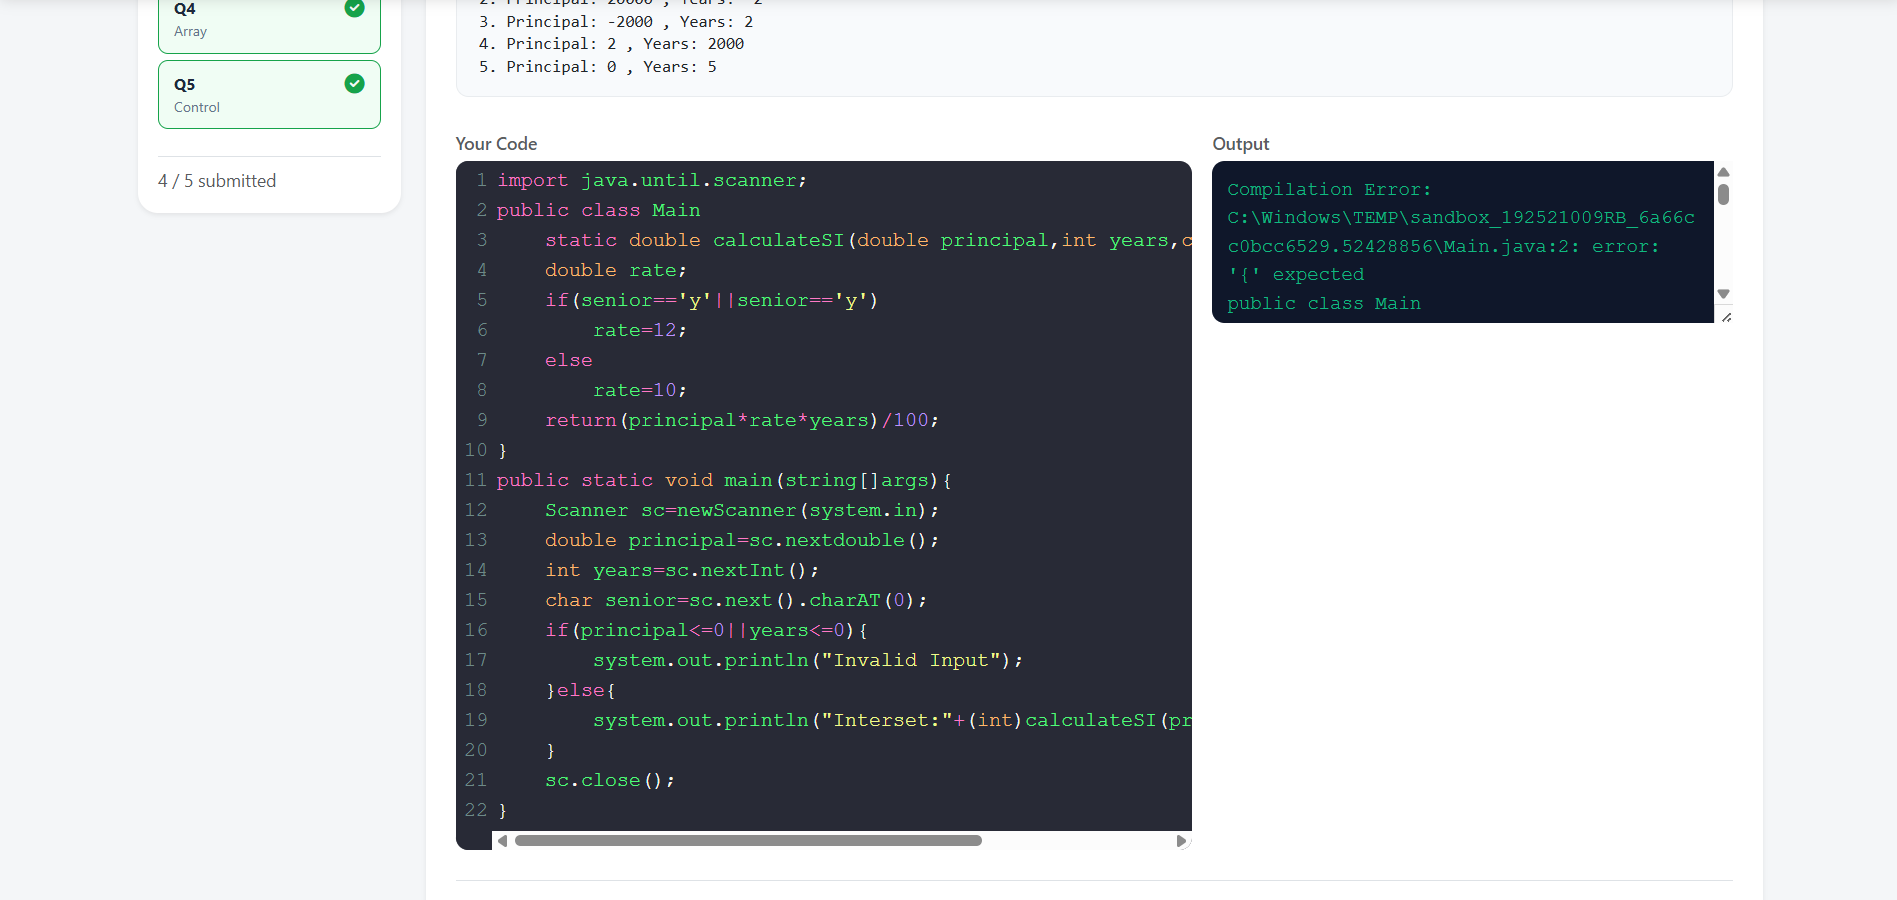 Q4
Array
Q5
Control
4 / 5 submitted
3. Principal: -2000 , Years: 2
4. Principal: 2 , Years: 2000
5. Principal: 0 , Years: 5
Your Code
1 import java.until.scanner;
2 public class Main
3 static double calculateSI(double principal,int years,c
4 double rate;
5 if(senior=='y'||senior=='y')
6 rate=12;
7 else
8 rate=10;
9 return(principal*rate*years)/100;
10 }
11 public static void main(string[]args){
12 Scanner sc=newScanner(system.in);
13 double principal=sc.nextdouble();
14 int years=sc.nextInt();
15 char senior=sc.next().charAT(0);
16 if(principal<=0||years<=0){
17 system.out.println("Invalid Input");
18 }else{
19 system.out.println("Interset:"+(int)calculateSI(pr
20 }
21 sc.close();
22 }
Output
Compilation Error:
C:\Windows\TEMP\sandbox_192521009RB_6a66c
c0bcc6529.52428856\Main.java:2: error:
'{' expected
public class Main